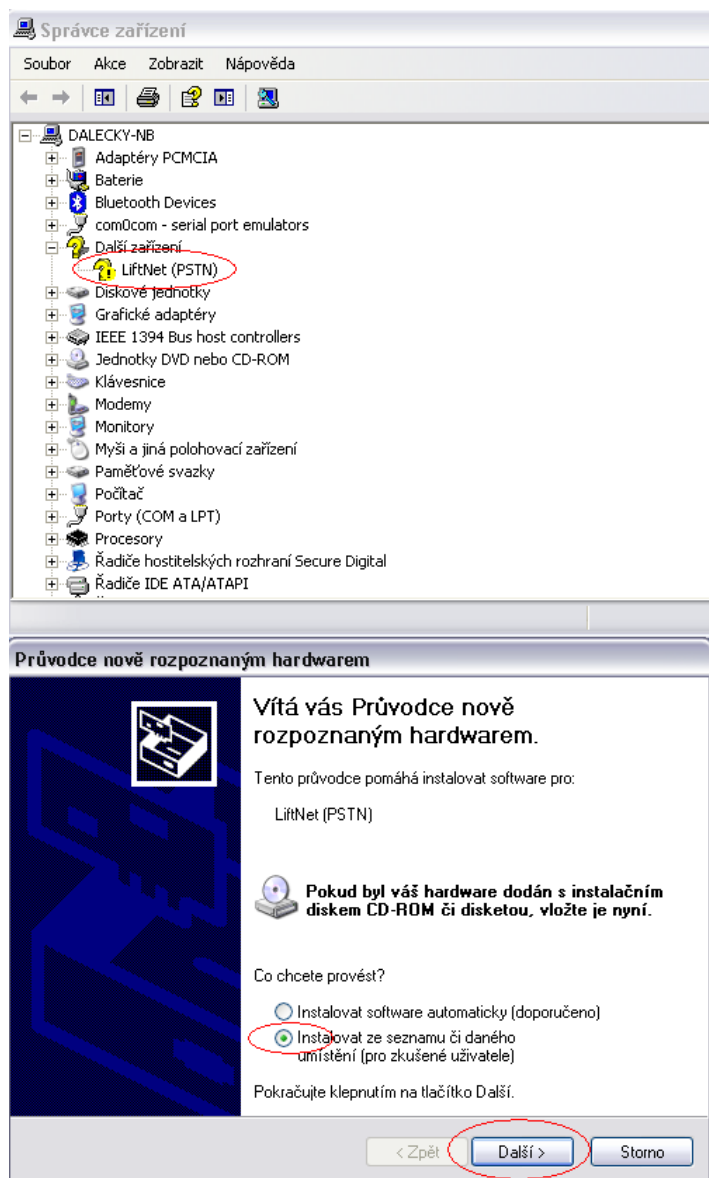 Správce zařízení
Soubor Akce Zobrazit Nápověda
DALECKY-NB
Adaptéry PCMCIA
Baterie
Bluetooth Devices
com0com - serial port emulators
Další zařízení
LiftNet (PSTN)
Diskové jednotky
Grafické adaptéry
IEEE 1394 Bus host controllers
Jednotky DVD nebo CD-ROM
Klávesnice
Modemy
Monitory
Myši a jiná polohovací zařízení
Paměťové svazky
Počítač
Porty (COM a LPT)
Procesory
Řadiče hostitelských rozhraní Secure Digital
Řadiče IDE ATA/ATAPI
Průvodce nově rozpoznaným hardwarem
Vítá vás Průvodce nově
rozpoznaným hardwarem.
Tento průvodce pomáhá instalovat software pro:
LiftNet (PSTN)
Pokud byl váš hardware dodán s instalačním
diskem CD-ROM či disketou, vložte je nyní.
Co chcete provést?
Instalovat software automaticky (doporučeno)
Instalovat ze seznamu či daného
umístění (pro zkušené uživatele)
Pokračujte klepnutím na tlačítko Další.
< Zpět Další > Storno